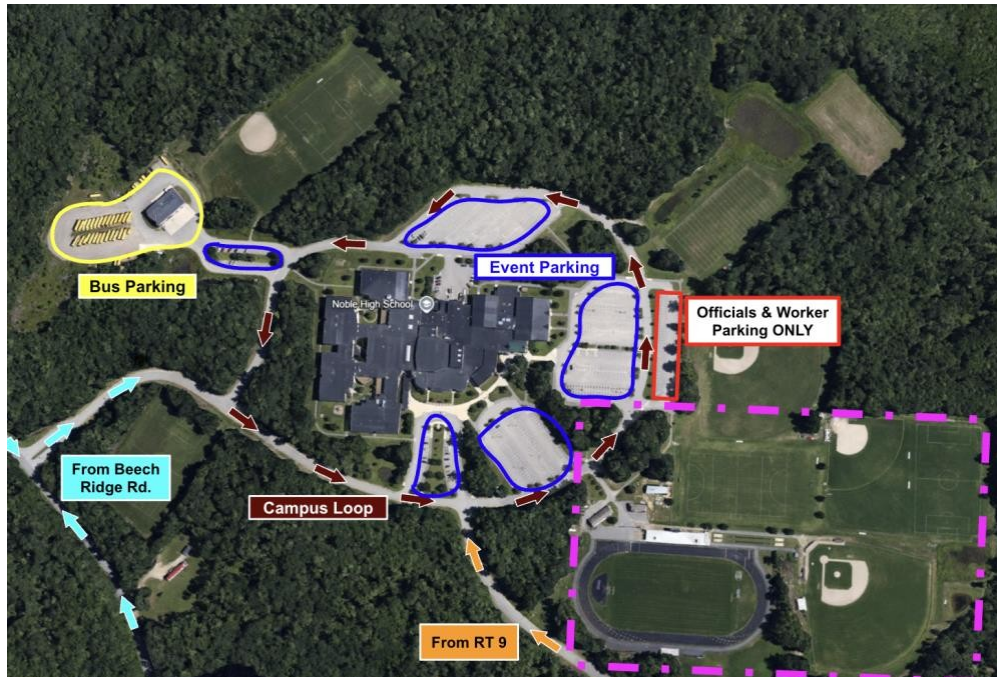 Bus Parking
Event Parking
Noble High School
Officials & Worker
Parking ONLY
From Beech
Ridge Rd.
Campus Loop
From RT 9